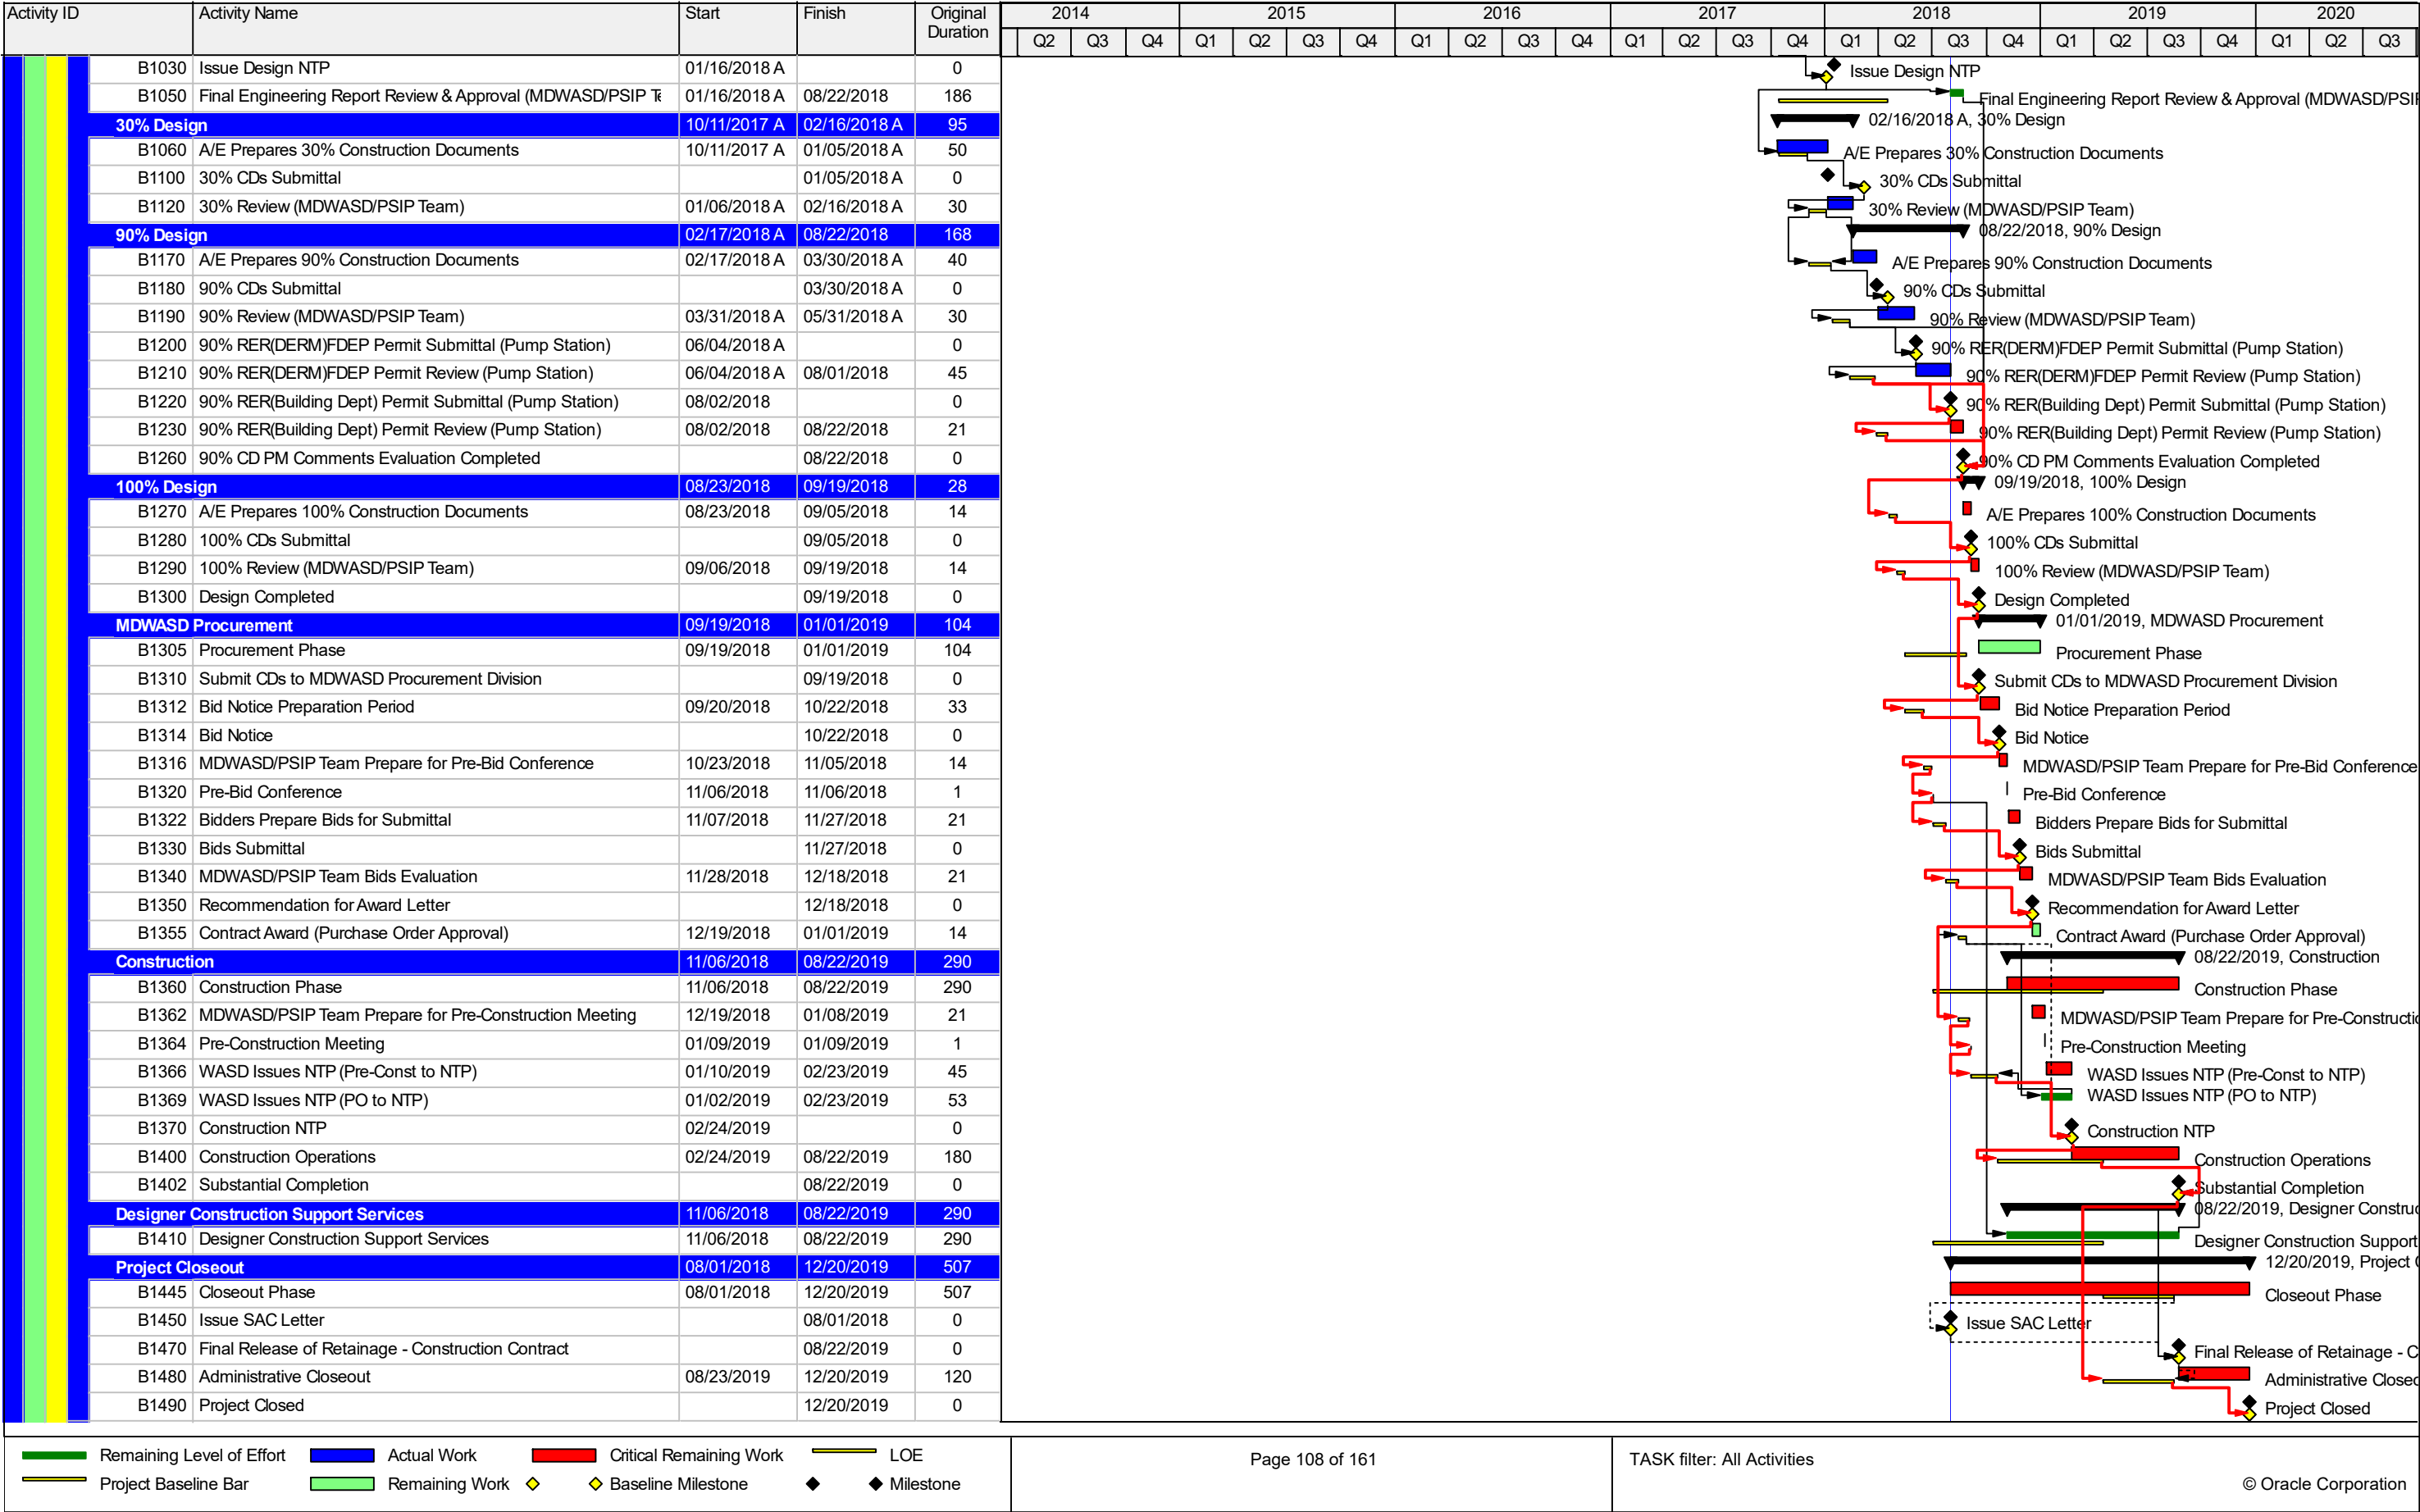 Activity ID Activity Name Start Finish Original Duration 2014 2015 2016 2017 2018 2019 2020
Q2 Q3 Q4 Q1 Q2 Q3 Q4 Q1 Q2 Q3 Q4 Q1 Q2 Q3 Q4 Q1 Q2 Q3 Q4 Q1 Q2 Q3 Q4 Q1 Q2 Q3
B1030 Issue Design NTP 01/16/2018 A 0 Issue Design NTP
B1050 Final Engineering Report Review & Approval (MDWASD/PSIP 01/16/2018 A 08/22/2018 186 Final Engineering Report Review & Approval (MDWASD/PSIP
30% Design 10/11/2017 A 02/16/2018 A 95 02/16/2018 A, 30% Design
B1060 A/E Prepares 30% Construction Documents 10/11/2017 A 01/05/2018 A 50 A/E Prepares 30% Construction Documents
B1100 30% CDs Submittal 01/05/2018 A 0 30% CDs Submittal
B1120 30% Review (MDWASD/PSIP Team) 01/06/2018 A 02/16/2018 A 30 30% Review (MDWASD/PSIP Team)
90% Design 02/17/2018 A 08/22/2018 168 08/22/2018, 90% Design
B1170 A/E Prepares 90% Construction Documents 02/17/2018 A 03/30/2018 A 40 A/E Prepares 90% Construction Documents
B1180 90% CDs Submittal 03/30/2018 A 0 90% CDs Submittal
B1190 90% Review (MDWASD/PSIP Team) 03/31/2018 A 05/31/2018 A 30 90% Review (MDWASD/PSIP Team)
B1200 90% RER(DERM)FDEP Permit Submittal (Pump Station) 06/04/2018 A 0 90% RER(DERM)FDEP Permit Submittal (Pump Station)
B1210 90% RER(DERM)FDEP Permit Review (Pump Station) 06/04/2018 A 08/01/2018 45 90% RER(DERM)FDEP Permit Review (Pump Station)
B1220 90% RER(Building Dept) Permit Submittal (Pump Station) 08/02/2018 0 90% RER(Building Dept) Permit Submittal (Pump Station)
B1230 90% RER(Building Dept) Permit Review (Pump Station) 08/02/2018 08/22/2018 21 90% RER(Building Dept) Permit Review (Pump Station)
B1260 90% CD PM Comments Evaluation Completed 08/22/2018 0 90% CD PM Comments Evaluation Completed
100% Design 08/23/2018 09/19/2018 28 09/19/2018, 100% Design
B1270 A/E Prepares 100% Construction Documents 08/23/2018 09/05/2018 14 A/E Prepares 100% Construction Documents
B1280 100% CDs Submittal 09/05/2018 0 100% CDs Submittal
B1290 100% Review (MDWASD/PSIP Team) 09/06/2018 09/19/2018 14 100% Review (MDWASD/PSIP Team)
B1300 Design Completed 09/19/2018 0 Design Completed
MDWASD Procurement 09/19/2018 01/01/2019 104 01/01/2019, MDWASD Procurement
B1305 Procurement Phase 09/19/2018 01/01/2019 104 Procurement Phase
B1310 Submit CDs to MDWASD Procurement Division 09/19/2018 0 Submit CDs to MDWASD Procurement Division
B1312 Bid Notice Preparation Period 09/20/2018 10/22/2018 33 Bid Notice Preparation Period
B1314 Bid Notice 10/22/2018 0 Bid Notice
B1316 MDWASD/PSIP Team Prepare for Pre-Bid Conference 10/23/2018 11/05/2018 14 MDWASD/PSIP Team Prepare for Pre-Bid Conference
B1320 Pre-Bid Conference 11/06/2018 11/06/2018 1 Pre-Bid Conference
B1322 Bidders Prepare Bids for Submittal 11/07/2018 11/27/2018 21 Bidders Prepare Bids for Submittal
B1330 Bids Submittal 11/27/2018 0 Bids Submittal
B1340 MDWASD/PSIP Team Bids Evaluation 11/28/2018 12/18/2018 21 MDWASD/PSIP Team Bids Evaluation
B1350 Recommendation for Award Letter 12/18/2018 0 Recommendation for Award Letter
B1355 Contract Award (Purchase Order Approval) 12/19/2018 01/01/2019 14 Contract Award (Purchase Order Approval)
Construction 11/06/2018 08/22/2019 290 08/22/2019, Construction
B1360 Construction Phase 11/06/2018 08/22/2019 290 Construction Phase
B1362 MDWASD/PSIP Team Prepare for Pre-Construction Meeting 12/19/2018 01/08/2019 21 MDWASD/PSIP Team Prepare for Pre-Constructi
B1364 Pre-Construction Meeting 01/09/2019 01/09/2019 1 Pre-Construction Meeting
B1366 WASD Issues NTP (Pre-Const to NTP) 01/10/2019 02/23/2019 45 WASD Issues NTP (Pre-Const to NTP)
B1369 WASD Issues NTP (PO to NTP) 01/02/2019 02/23/2019 53 WASD Issues NTP (PO to NTP)
B1370 Construction NTP 02/24/2019 0 Construction NTP
B1400 Construction Operations 02/24/2019 08/22/2019 180 Construction Operations
B1402 Substantial Completion 08/22/2019 0 Substantial Completion
Designer Construction Support Services 11/06/2018 08/22/2019 290 08/22/2019, Designer Construc
B1410 Designer Construction Support Services 11/06/2018 08/22/2019 290 Designer Construction Support
Project Closeout 08/01/2018 12/20/2019 507 12/20/2019, Project
B1445 Closeout Phase 08/01/2018 12/20/2019 507 Closeout Phase
B1450 Issue SAC Letter 08/01/2018 0 Issue SAC Letter
B1470 Final Release of Retainage - Construction Contract 08/22/2019 0 Final Release of Retainage - C
B1480 Administrative Closeout 08/23/2019 12/20/2019 120 Administrative Closeo
B1490 Project Closed 12/20/2019 0 Project Closed
Remaining Level of Effort Actual Work Critical Remaining Work LOE
Project Baseline Bar Remaining Work Baseline Milestone Milestone
Page 108 of 161
TASK filter: All Activities
© Oracle Corporation